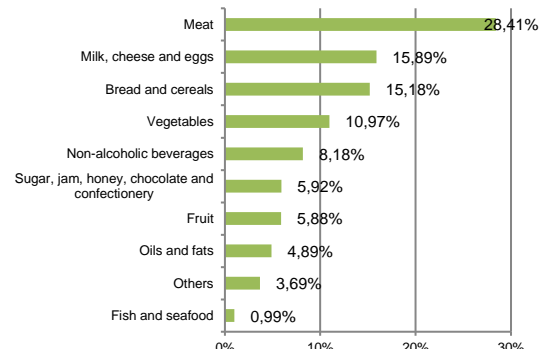 Meat 28,41%
Milk, cheese and eggs 15,89%
Bread and cereals 15,18%
Vegetables 10,97%
Non-alcoholic beverages 8,18%
Sugar, jam, honey, chocolate and
confectionery 5,92%
Fruit 5,88%
Oils and fats 4,89%
Others 3,69%
Fish and seafood 0,99%
0% 10% 20% 30%